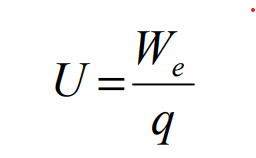 U = W_e / q